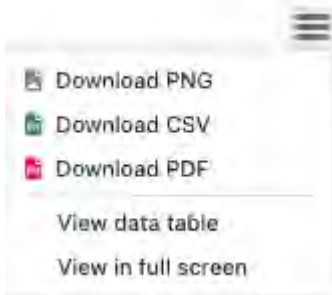 Download PNG
Download CSV
Download PDF
View data table
View in full screen